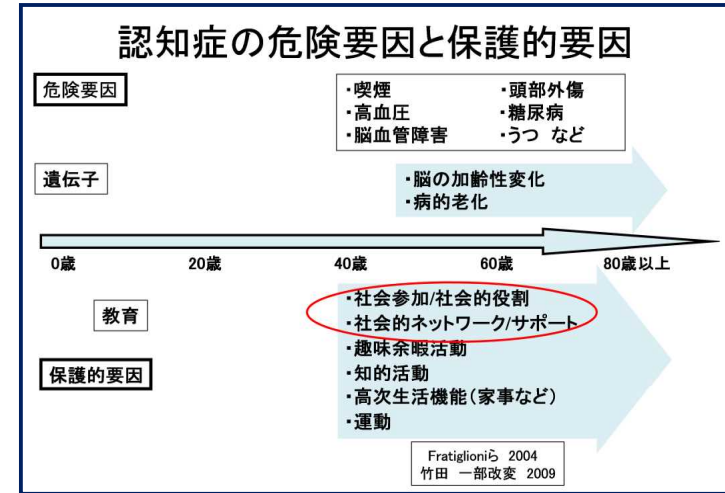 認知症の危険要因と保護的要因
危険要因
・喫煙 ・頭部外傷
・高血圧 ・糖尿病
・脳血管障害 ・うつ など
遺伝子
・脳の加齢性変化
・病的老化
0歳 20歳 40歳 60歳 80歳以上
教育
・社会参加/社会的役割
・社会的ネットワーク/サポート
・趣味余暇活動
・知的活動
・高次生活機能(家事など)
・運動
保護的要因
Fratiglioniら 2004
竹田 一部改変 2009